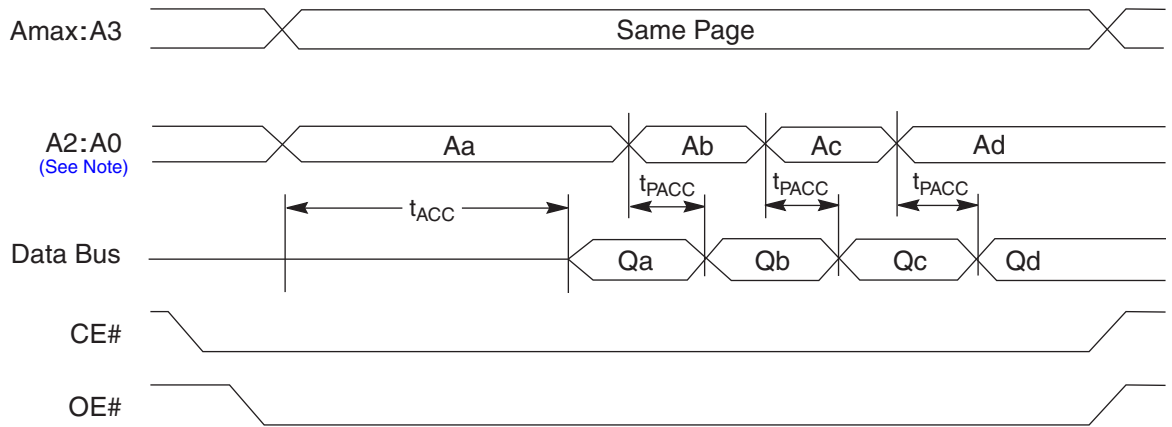 Amax:A3
Same Page
A2:A0
(See Note)
Aa
Ab
Ac
Ad
tACC
tPACC
tPACC
tPACC
Data Bus
Qa
Qb
Qc
Qd
CE#
OE#